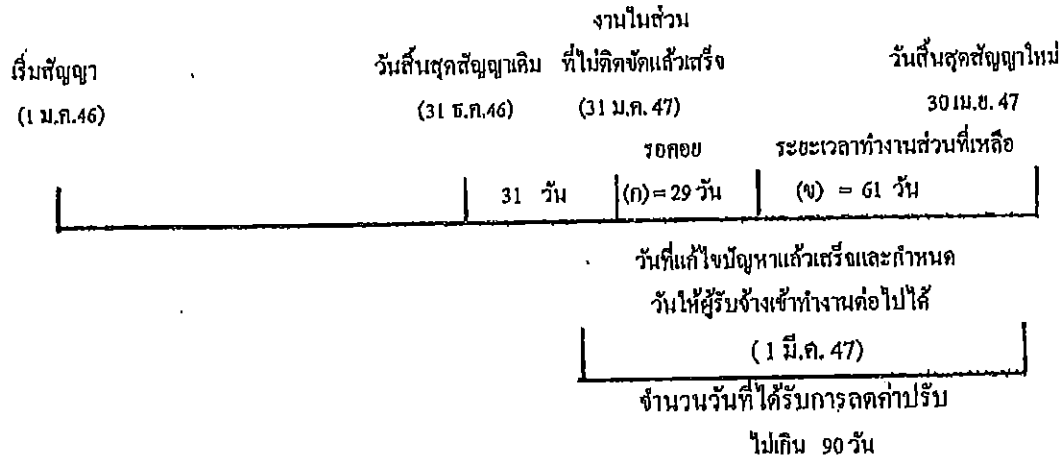 งานในส่วน
เริ่มสัญญา วันสิ้นสุดสัญญาเดิม ที่ไม่ติดขัดแล้วเสร็จ วันสิ้นสุดสัญญาใหม่
(1 ม.ค.46) (31 ธ.ค.46) (31 ม.ค. 47) 30 เม.ย. 47
รอคอย ระยะเวลาทำงานส่วนที่เหลือ
31 วัน (ก) = 29 วัน (ข) = 61 วัน
วันที่แก้ไขปัญหาแล้วเสร็จและกำหนด
วันให้ผู้รับจ้างเข้าทำงานต่อไปได้
(1 มี.ค. 47)
จำนวนวันที่ได้รับการลดค่าปรับ
ไม่เกิน 90 วัน